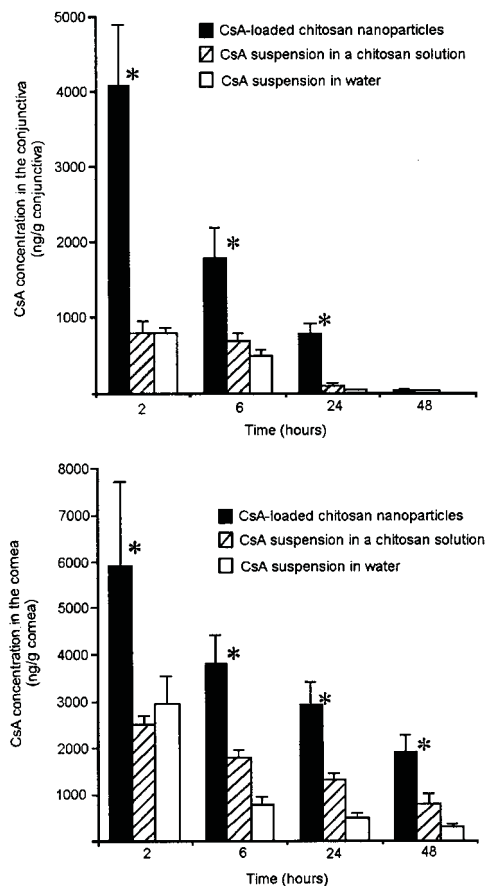 CsA concentration in the conjunctiva
(ng/g conjunctiva)
5000
4000
3000
2000
1000
CsA-loaded chitosan nanoparticles
CsA suspension in a chitosan solution
CsA suspension in water
*
*
*
2 6 24 48
Time (hours)
CsA concentration in the cornea
(ng/g cornea)
8000
7000
6000
5000
4000
3000
2000
1000
CsA-loaded chitosan nanoparticles
CsA suspension in a chitosan solution
CsA suspension in water
*
*
*
*
2 6 24 48
Time (hours)